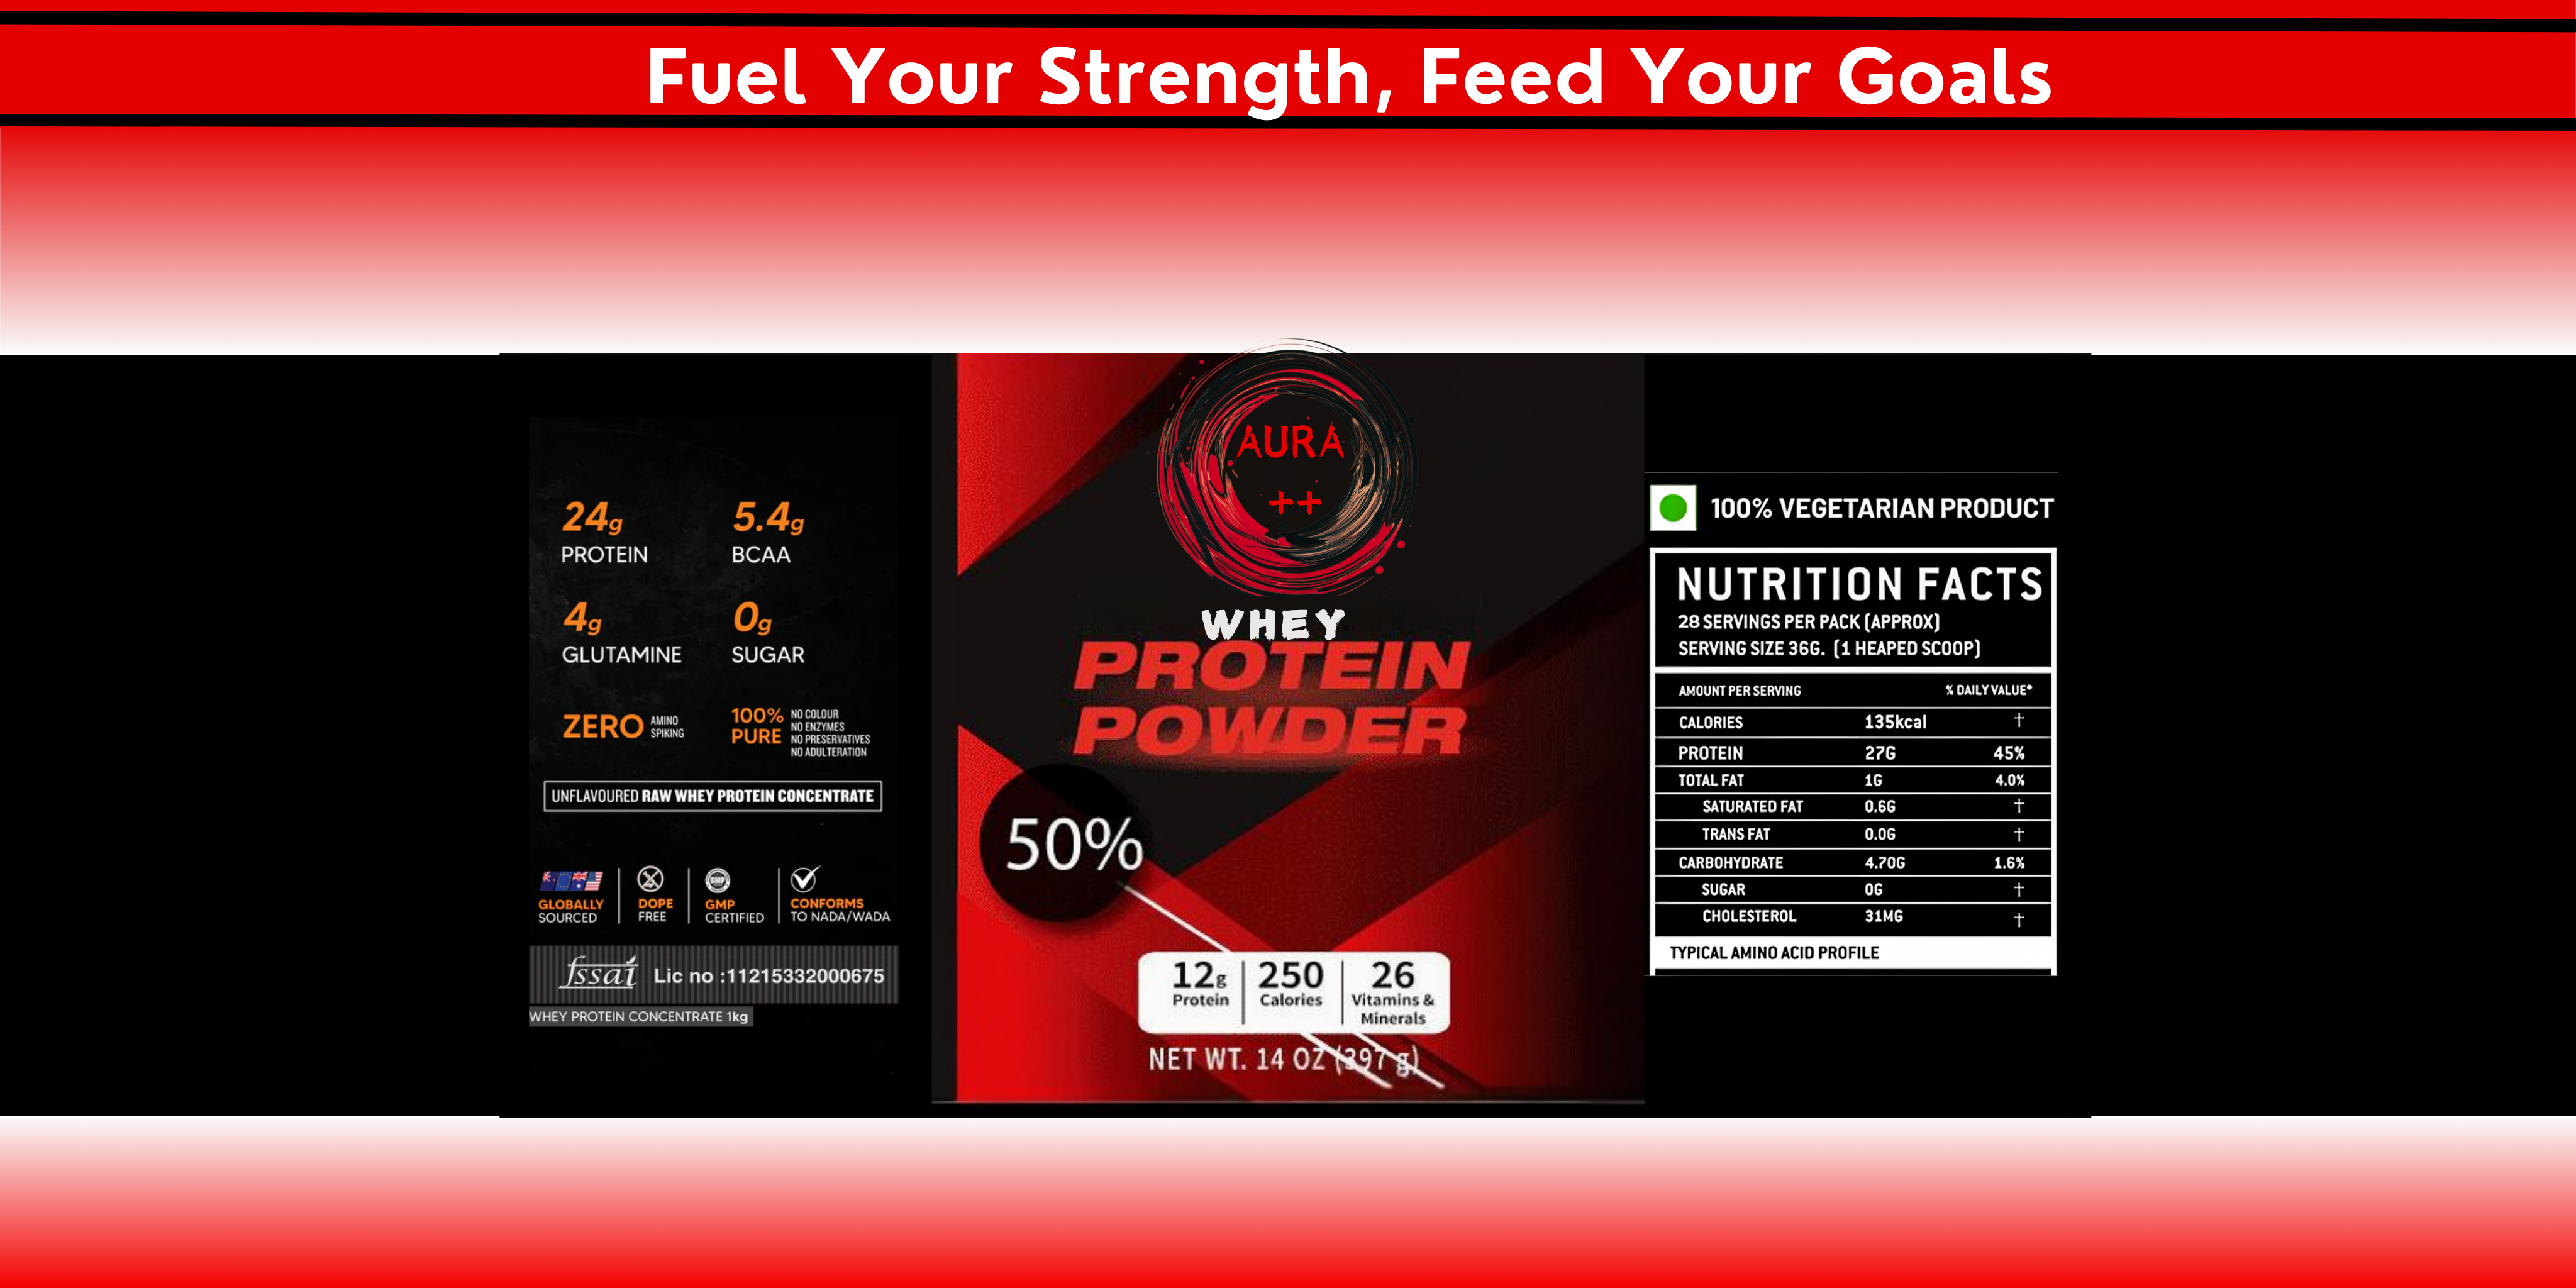 Fuel Your Strength, Feed Your Goals
24g
PROTEIN
5.4g
BCAA
4g
GLUTAMINE
0g
SUGAR
ZERO
AMINO
SPIKING
100%
PURE
NO COLOUR
NO ENZYMES
NO PRESERVATIVES
NO ADULTERATION
UNFLAVOURED RAW WHEY PROTEIN CONCENTRATE
GLOBALLY
SOURCED
DOPE
FREE
GMP
GMP
CERTIFIED
CONFORMS
TO NADA/WADA
fssai Lic no :11215332000675
WHEY PROTEIN CONCENTRATE 1kg
AURA
++
WHEY
PROTEIN
POWDER
50%
12g
Protein
250
Calories
26
Vitamins &
Minerals
NET WT. 14 OZ (397 g)
100% VEGETARIAN PRODUCT
NUTRITION FACTS
28 SERVINGS PER PACK (APPROX)
SERVING SIZE 36G. (1 HEAPED SCOOP)
AMOUNT PER SERVING % DAILY VALUE*
CALORIES 135kcal †
PROTEIN 27G 45%
TOTAL FAT 1G 4.0%
SATURATED FAT 0.6G †
TRANS FAT 0.0G †
CARBOHYDRATE 4.70G 1.6%
SUGAR 0G †
CHOLESTEROL 31MG †
TYPICAL AMINO ACID PROFILE